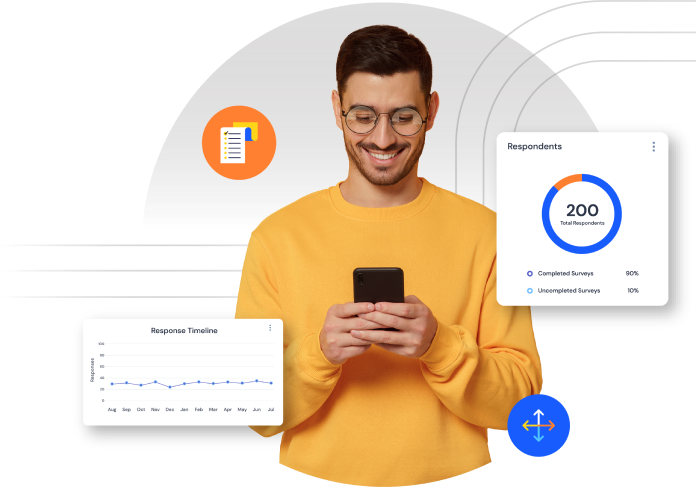 Respondents
200
Total Respondents
Completed Surveys 90%
Uncompleted Surveys 10%
Response Timeline
Responses
100
80
60
40
20
0
Aug Sep Oct Nov Dec Jan Feb Mar Apr May Jun Jul